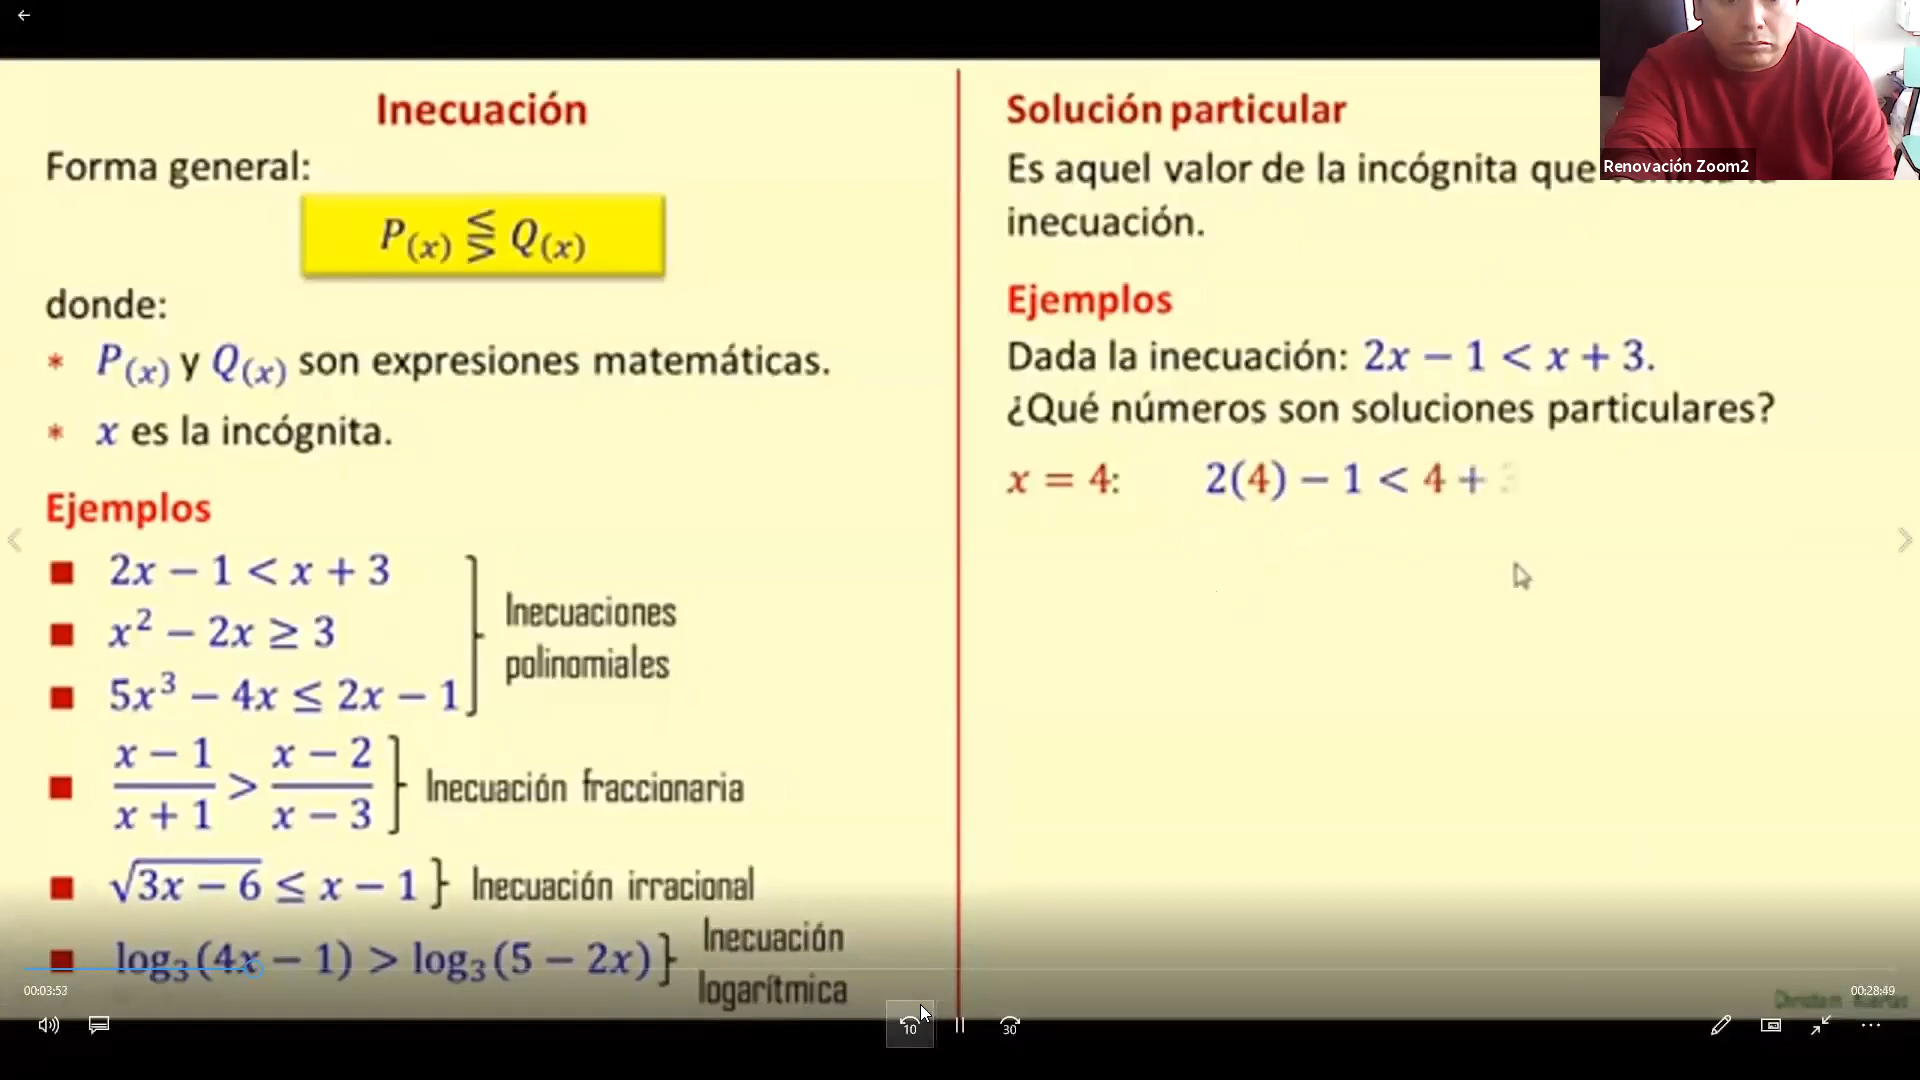 Inecuación
Forma general:
P(x) ⋚ Q(x)
donde:
* P(x) y Q(x) son expresiones matemáticas.
* x es la incógnita.
Ejemplos
■ 2x − 1 < x + 3
■ x² − 2x ≥ 3
■ 5x³ − 4x ≤ 2x − 1
Inecuaciones
polinomiales
■ (x − 1)/(x + 1) > (x − 2)/(x − 3)
Inecuación fraccionaria
■ √(3x − 6) ≤ x − 1
Inecuación irracional
■ log₃(4x − 1) > log₃(5 − 2x)
Inecuación
logarítmica
Solución particular
Es aquel valor de la incógnita que
inecuación.
Ejemplos
Dada la inecuación: 2x − 1 < x + 3.
¿Qué números son soluciones particulares?
x = 4: 2(4) − 1 < 4 + 3
Renovación Zoom2
00:03:53
00:28:49
10
30